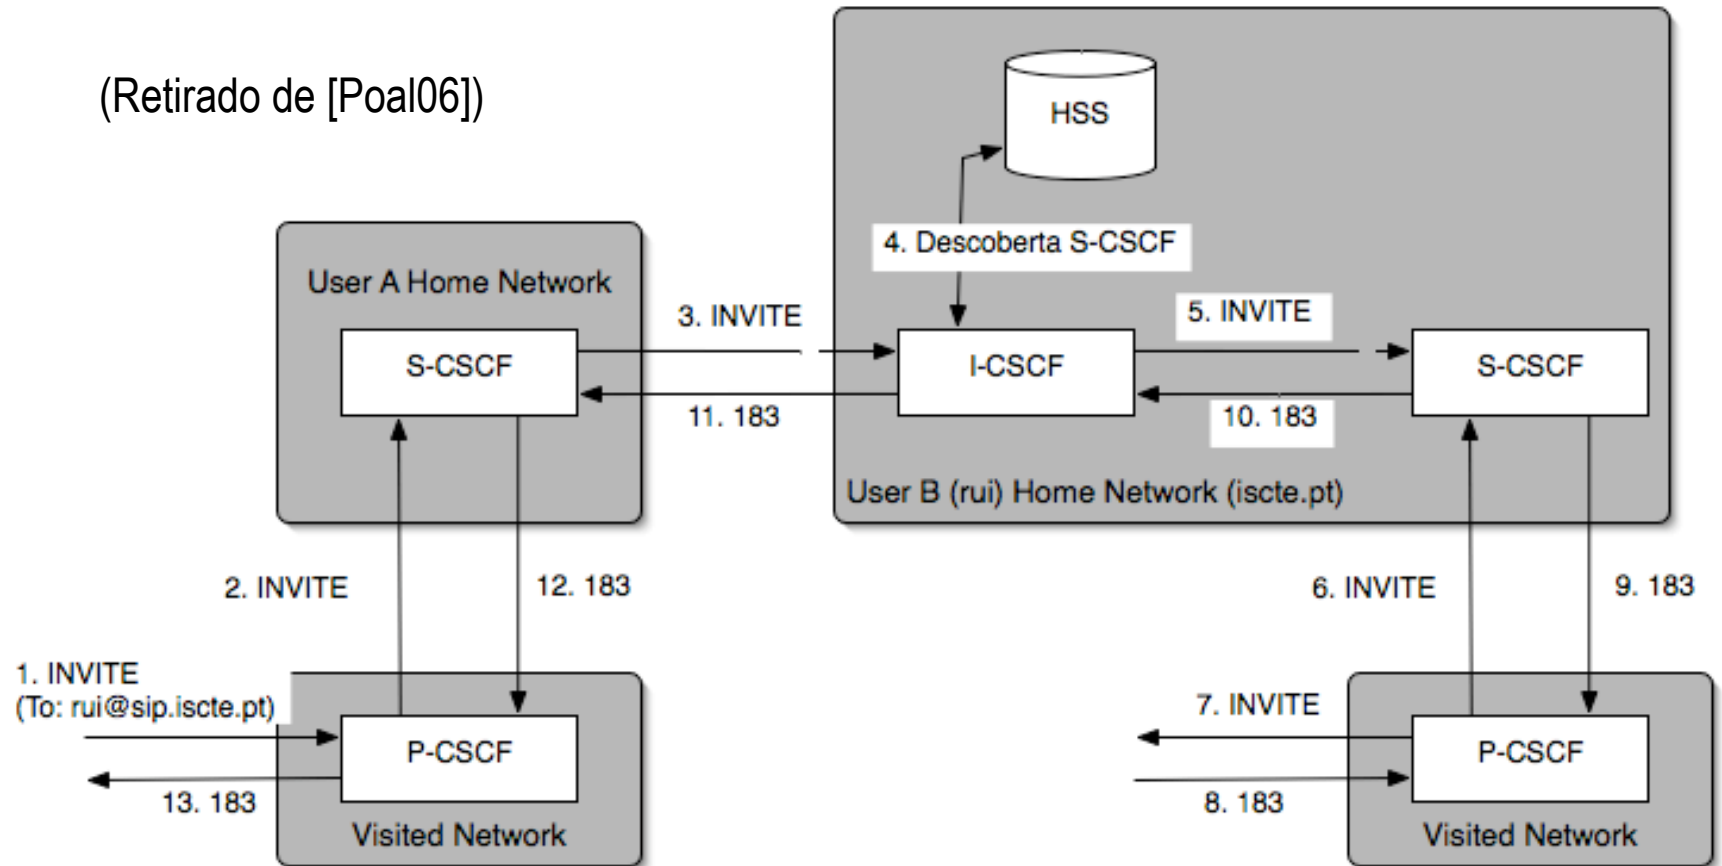 (Retirado de [Poal06])
HSS
4. Descoberta S-CSCF
User A Home Network
3. INVITE
5. INVITE
S-CSCF
I-CSCF
S-CSCF
11. 183
10. 183
User B (rui) Home Network (iscte.pt)
2. INVITE
12. 183
6. INVITE
9. 183
1. INVITE
(To: rui@sip.iscte.pt)
7. INVITE
P-CSCF
P-CSCF
13. 183
8. 183
Visited Network
Visited Network